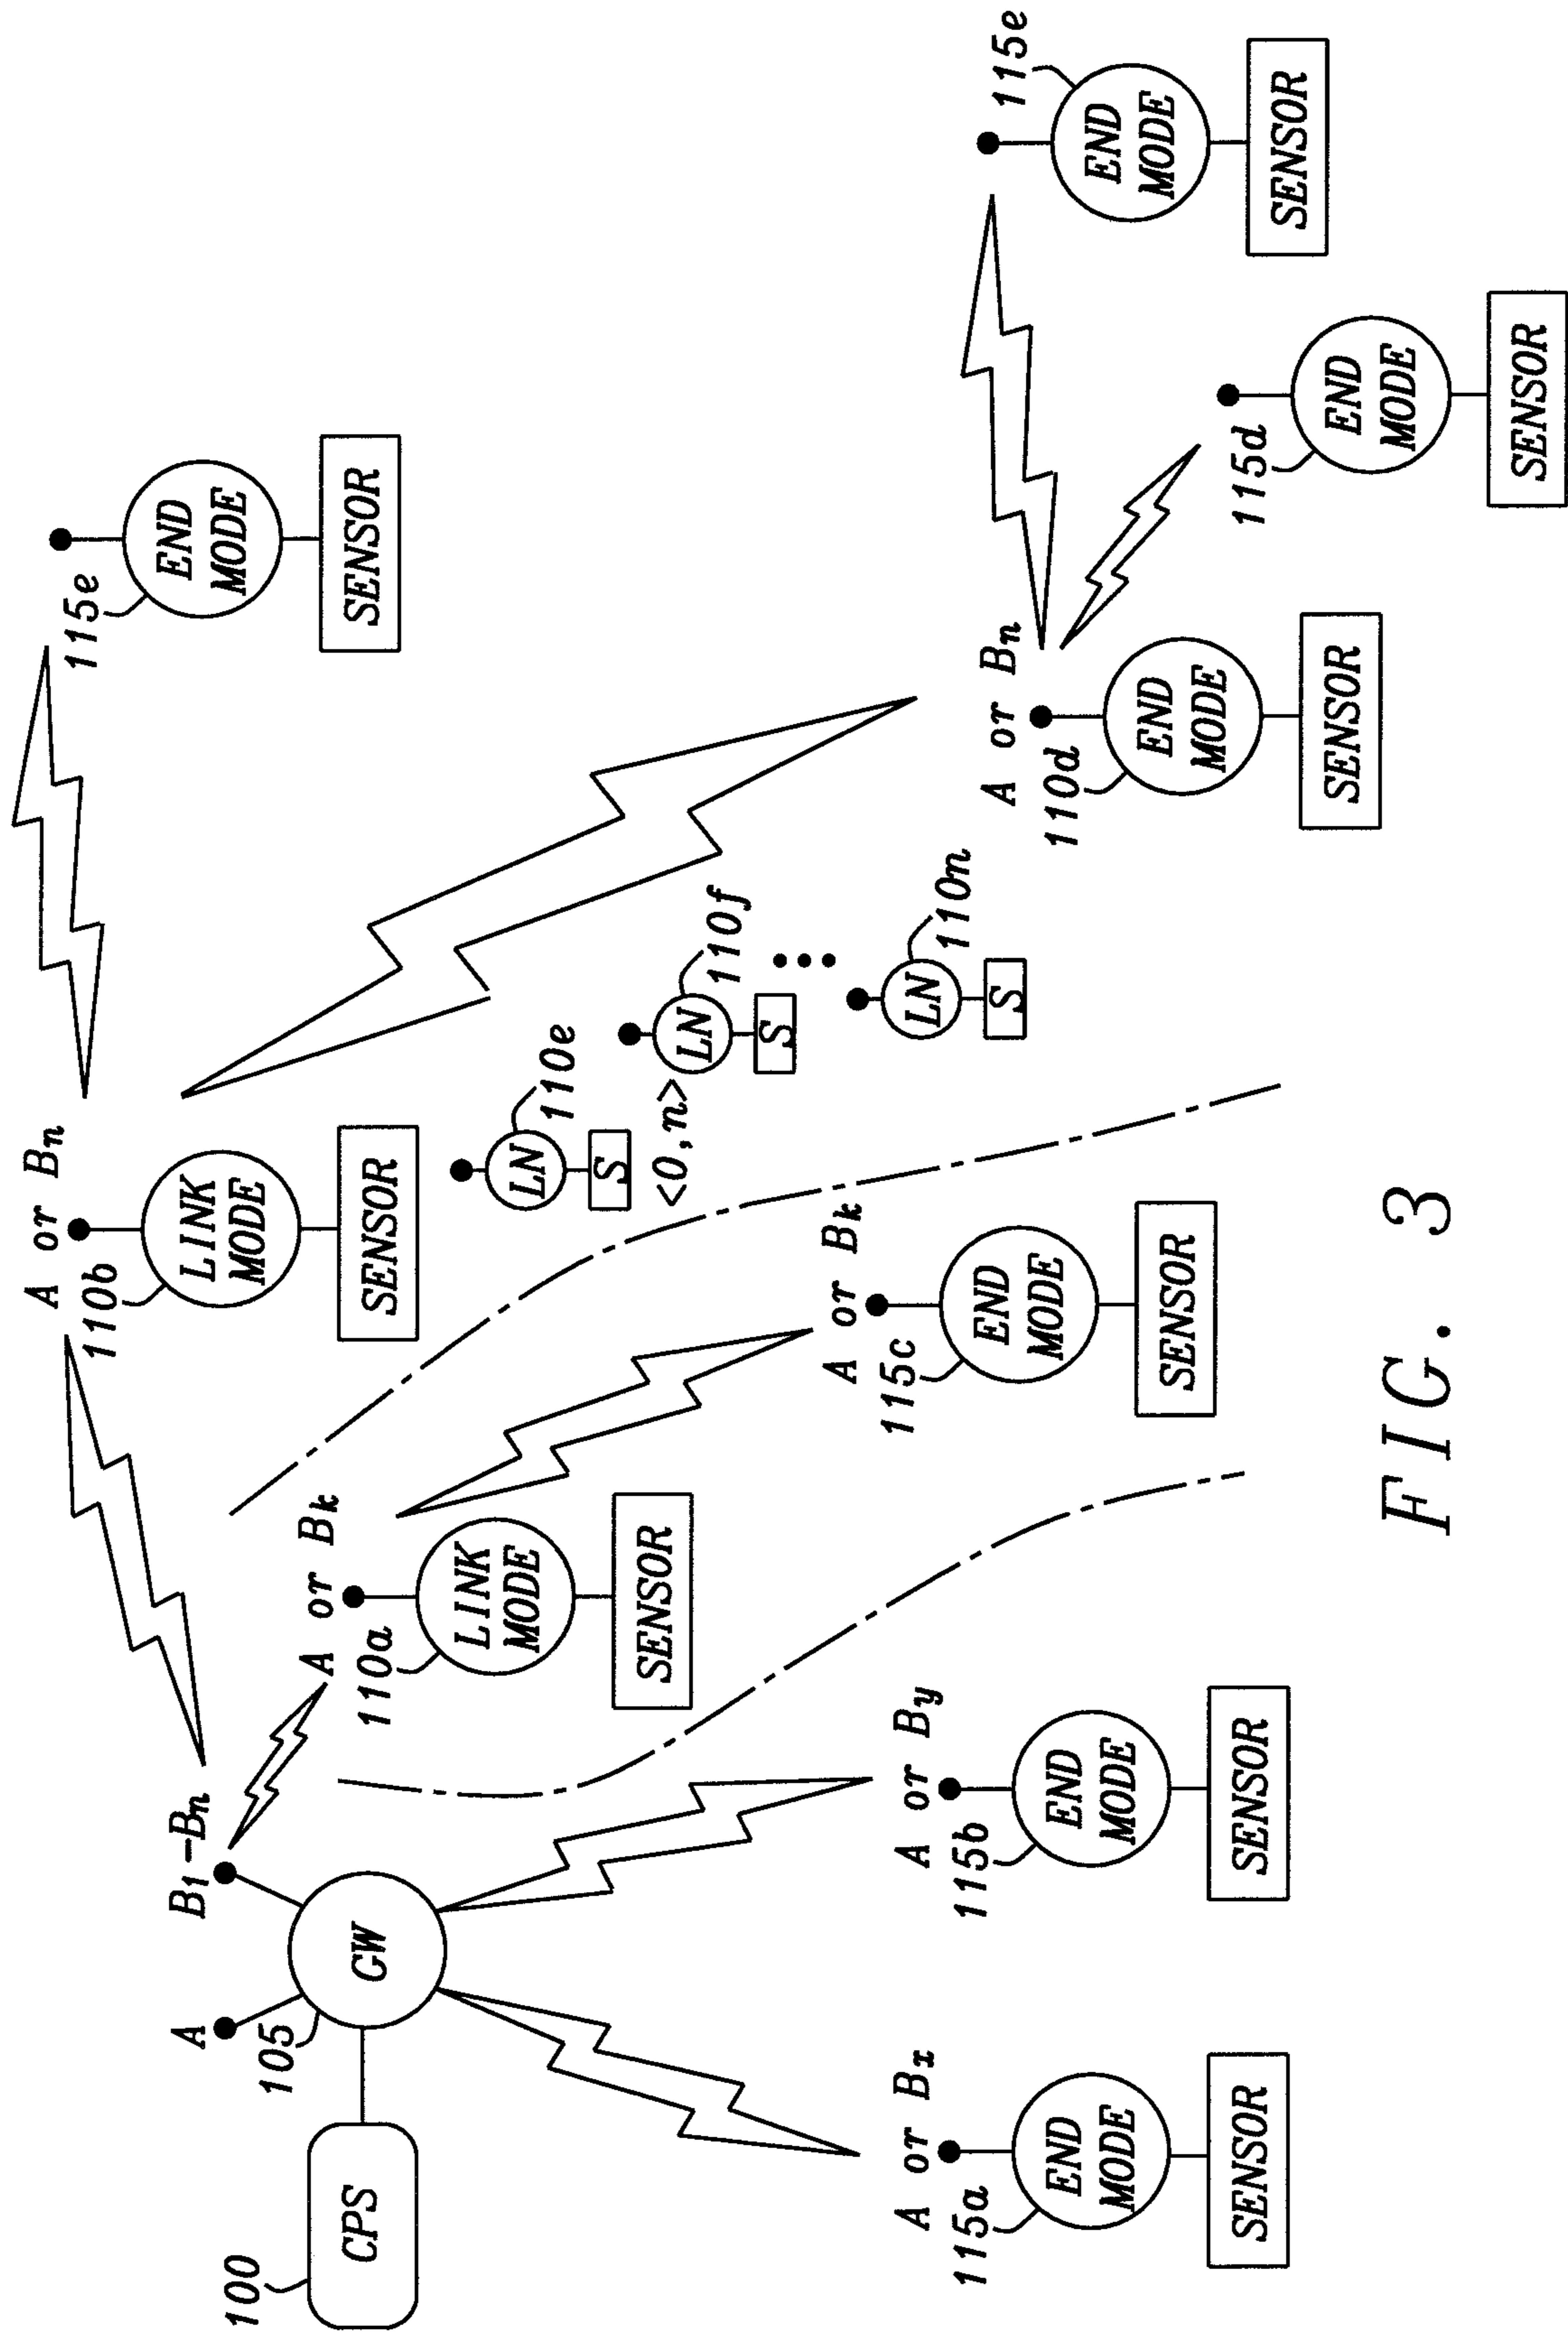 100
CPS
A
105
GW
B1-Bn
A or Bx
115a
END
MODE
SENSOR
A or By
115b
END
MODE
SENSOR
A or Bk
110a
LINK
MODE
SENSOR
A or Bk
115c
END
MODE
SENSOR
A or Bn
110b
LINK
MODE
SENSOR
LN
110e
S
<0,n>
LN
110f
S
LN
110n
S
115e
END
MODE
SENSOR
A or Bn
110d
END
MODE
SENSOR
115d
END
MODE
SENSOR
115e
END
MODE
SENSOR
FIG. 3